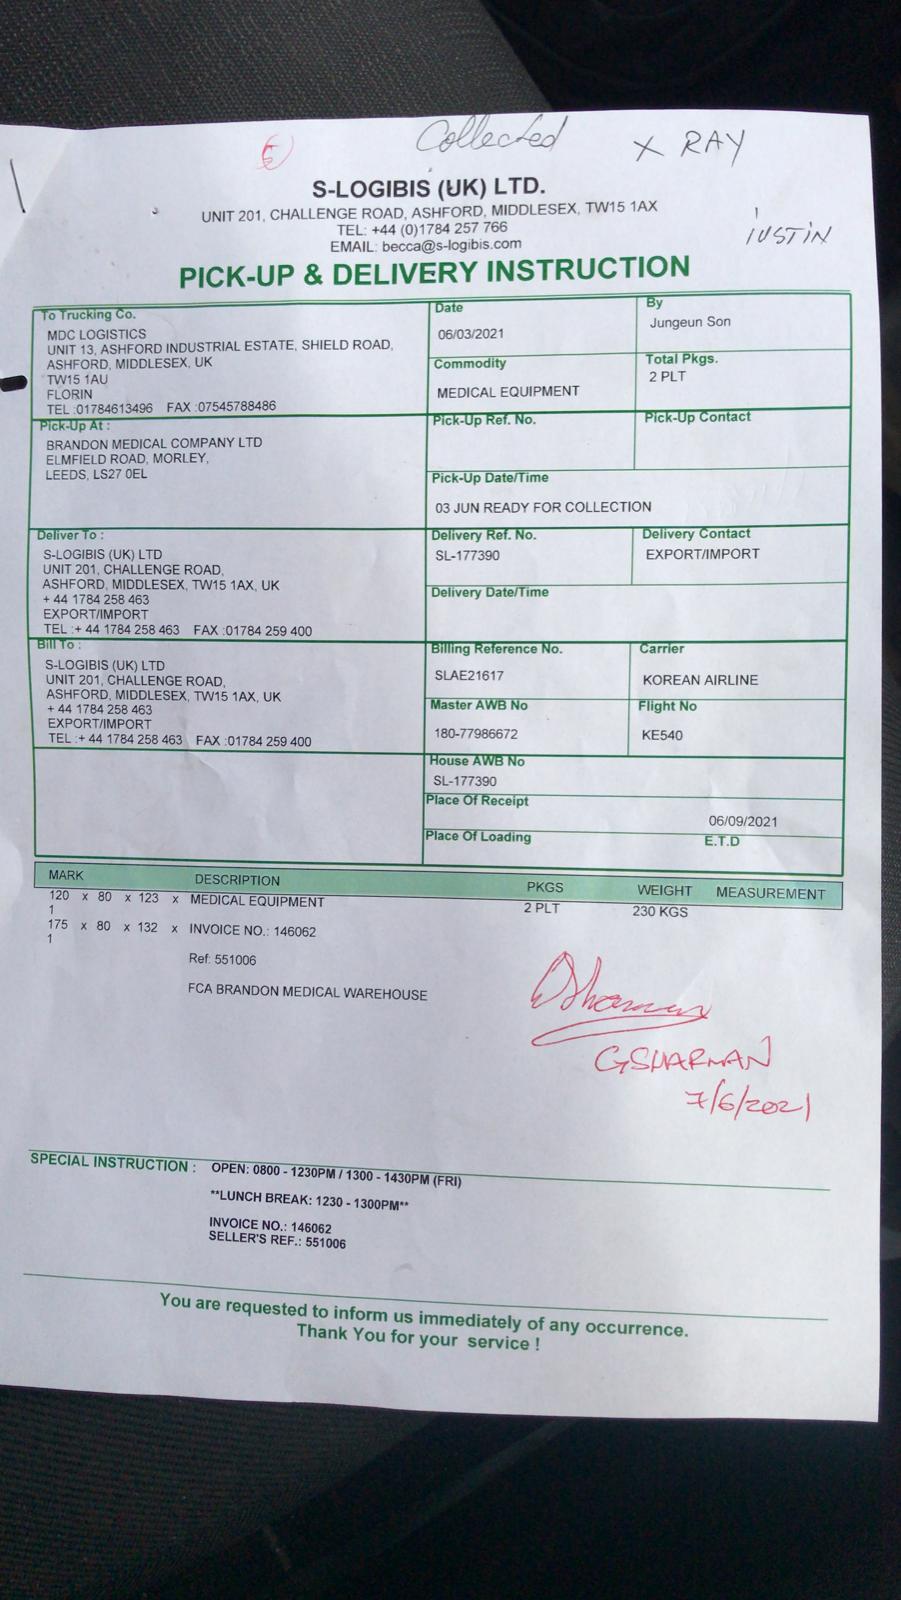 Collected
X RAY
S-LOGIBIS (UK) LTD.
UNIT 201, CHALLENGE ROAD, ASHFORD, MIDDLESEX, TW15 1AX
TEL: +44 (0)1784 257 766
EMAIL: becca@s-logibis.com
iUSTIN
PICK-UP & DELIVERY INSTRUCTION
To Trucking Co.
MDC LOGISTICS
UNIT 13, ASHFORD INDUSTRIAL ESTATE, SHIELD ROAD,
ASHFORD, MIDDLESEX, UK
TW15 1AU
FLORIN
TEL :01784613496 FAX :07545788486
Date
06/03/2021
By
Jungeun Son
Commodity
MEDICAL EQUIPMENT
Total Pkgs.
2 PLT
Pick-Up At :
BRANDON MEDICAL COMPANY LTD
ELMFIELD ROAD, MORLEY,
LEEDS, LS27 0EL
Pick-Up Ref. No.
Pick-Up Contact
Pick-Up Date/Time
03 JUN READY FOR COLLECTION
Deliver To :
S-LOGIBIS (UK) LTD
UNIT 201, CHALLENGE ROAD,
ASHFORD, MIDDLESEX, TW15 1AX, UK
+ 44 1784 258 463
EXPORT/IMPORT
TEL :+ 44 1784 258 463 FAX :01784 259 400
Delivery Ref. No.
SL-177390
Delivery Contact
EXPORT/IMPORT
Delivery Date/Time
Bill To :
S-LOGIBIS (UK) LTD
UNIT 201, CHALLENGE ROAD,
ASHFORD, MIDDLESEX, TW15 1AX, UK
+ 44 1784 258 463
EXPORT/IMPORT
TEL :+ 44 1784 258 463 FAX :01784 259 400
Billing Reference No.
SLAE21617
Carrier
KOREAN AIRLINE
Master AWB No
180-77986672
Flight No
KE540
House AWB No
SL-177390
Place Of Receipt
06/09/2021
Place Of Loading
E.T.D
MARK DESCRIPTION PKGS WEIGHT MEASUREMENT
120 x 80 x 123 x MEDICAL EQUIPMENT 2 PLT 230 KGS
1
175 x 80 x 132 x INVOICE NO.: 146062
1
Ref: 551006
FCA BRANDON MEDICAL WAREHOUSE
GSHARMAN
7/6/2021
SPECIAL INSTRUCTION : OPEN: 0800 - 1230PM / 1300 - 1430PM (FRI)
**LUNCH BREAK: 1230 - 1300PM**
INVOICE NO.: 146062
SELLER'S REF.: 551006
You are requested to inform us immediately of any occurrence.
Thank You for your service !